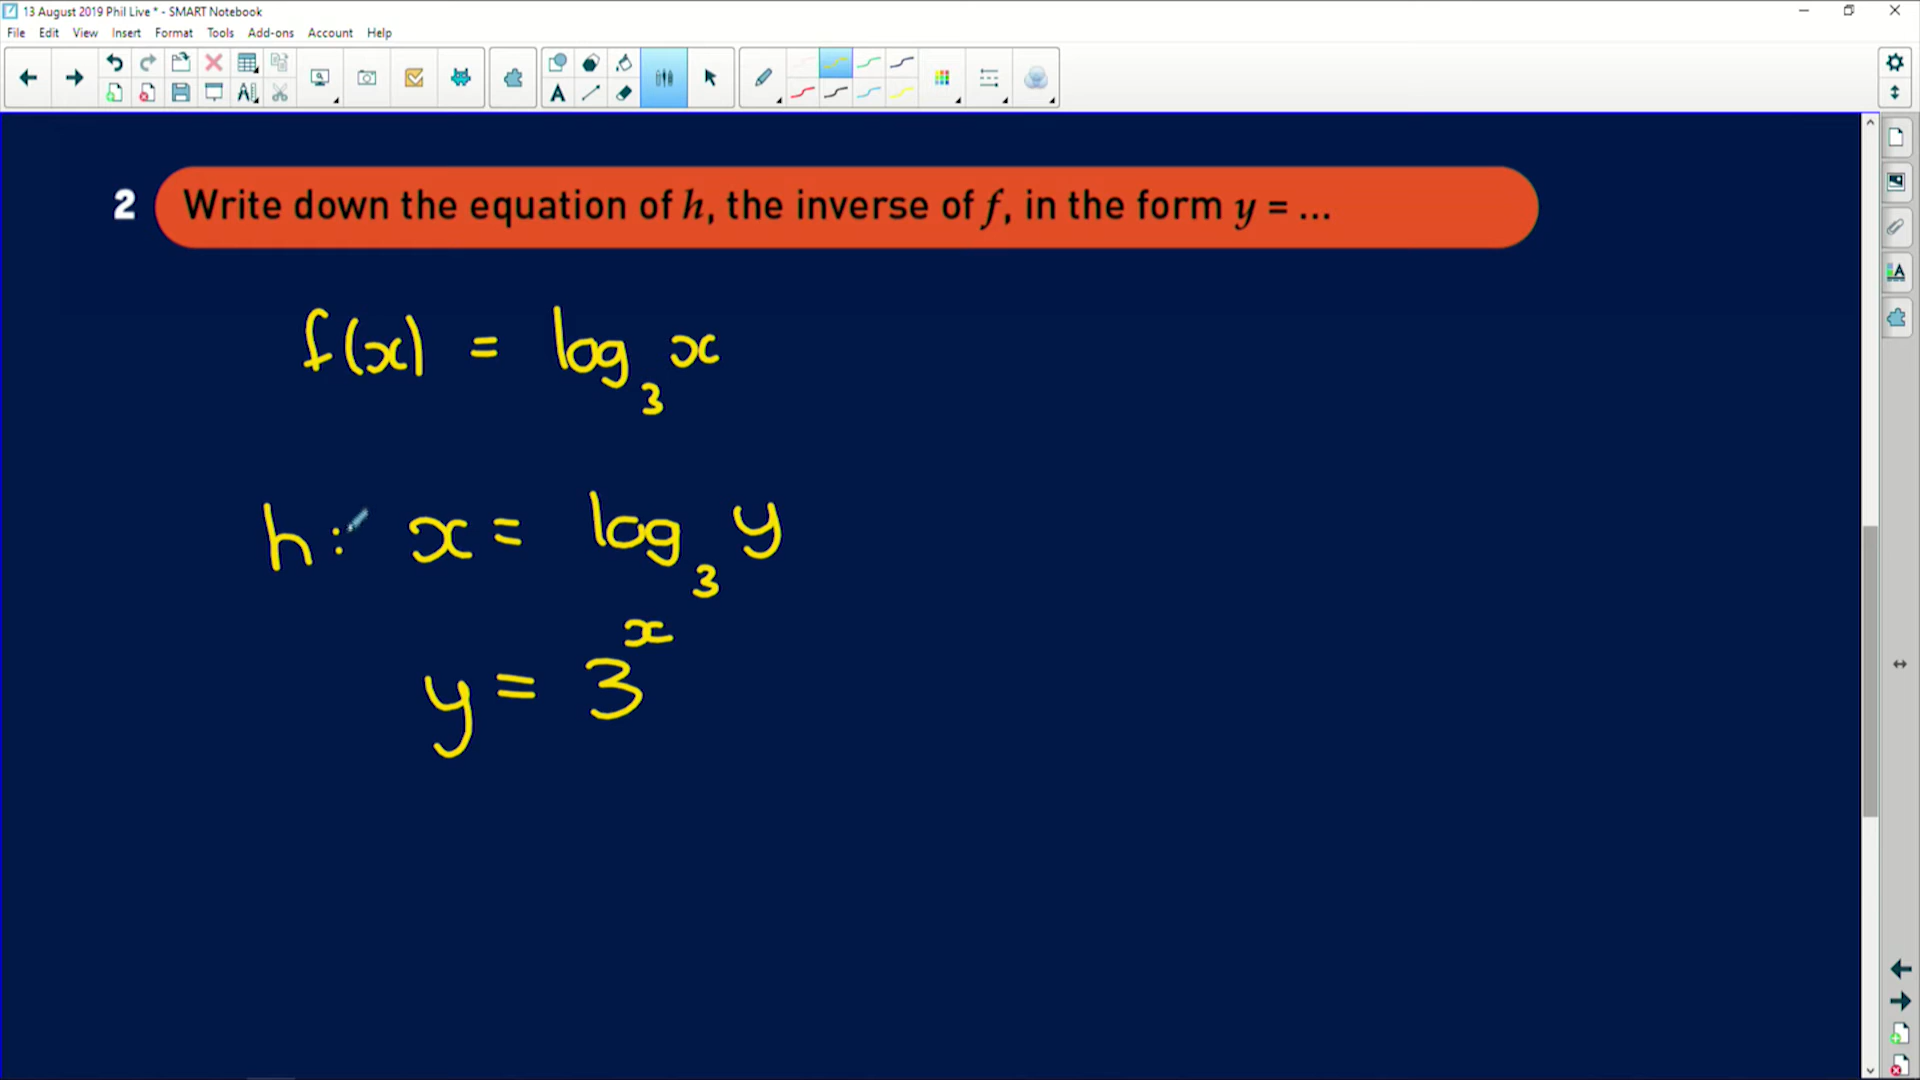 13 August 2019 Phil Live * - SMART Notebook
File Edit View Insert Format Tools Add-ons Account Help
2 Write down the equation of h, the inverse of f, in the form y = ...
f(x) = log₃ x
h: x = log₃ y
y = 3ˣ